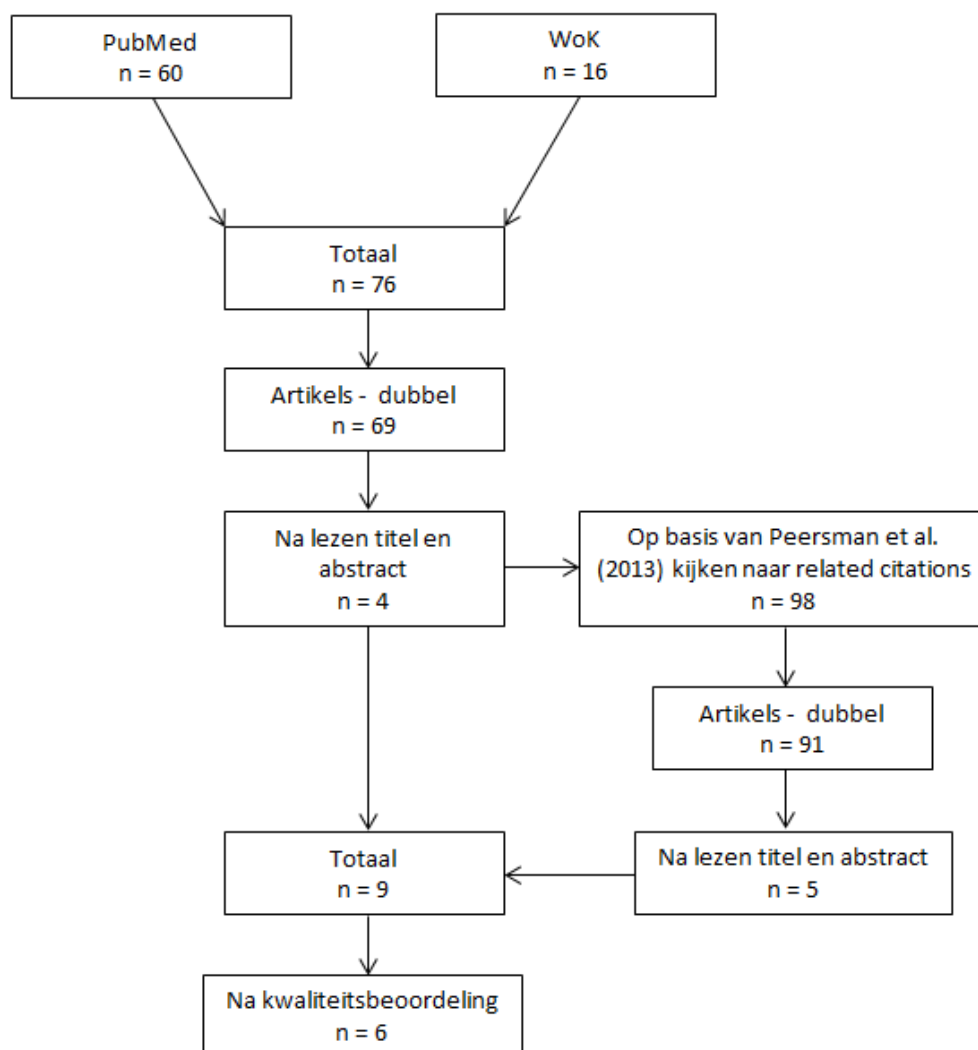 PubMed
n = 60
WoK
n = 16
Totaal
n = 76
Artikels -  dubbel
n = 69
Na lezen titel en
abstract
n = 4
Op basis van Peersman et al.
(2013) kijken naar related citations
n = 98
Artikels -  dubbel
n = 91
Na lezen titel en abstract
n = 5
Totaal
n = 9
Na kwaliteitsbeoordeling
n = 6